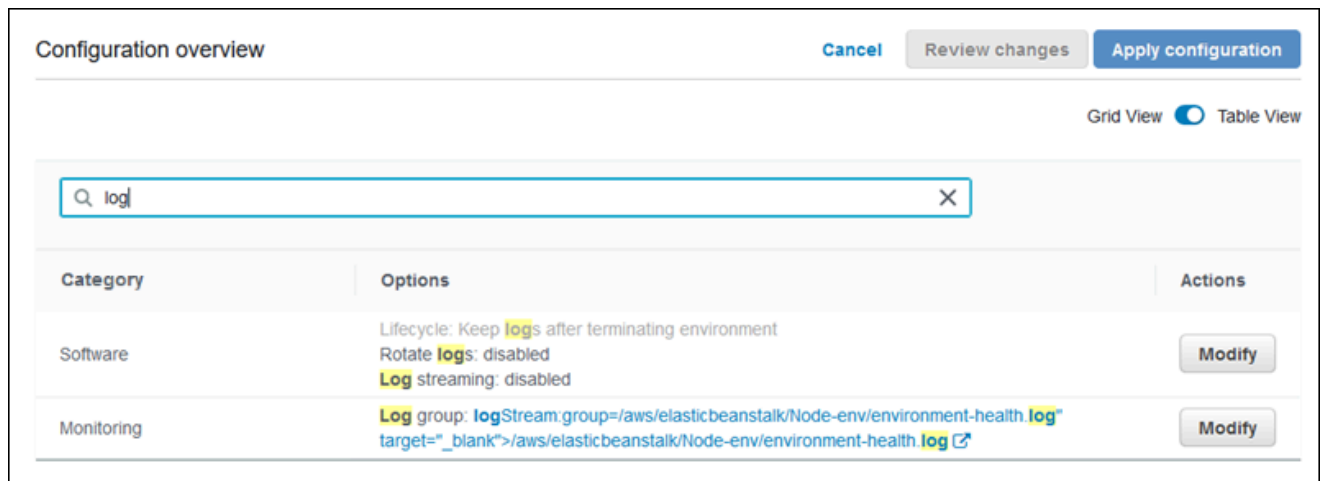 Configuration overview
Cancel
Review changes
Apply configuration
Grid View
Table View
log
Category
Options
Actions
Software
Lifecycle: Keep logs after terminating environment
Rotate logs: disabled
Log streaming: disabled
Modify
Monitoring
Log group: logStream:group=/aws/elasticbeanstalk/Node-env/environment-health.log"
target="_blank">/aws/elasticbeanstalk/Node-env/environment-health.log
Modify